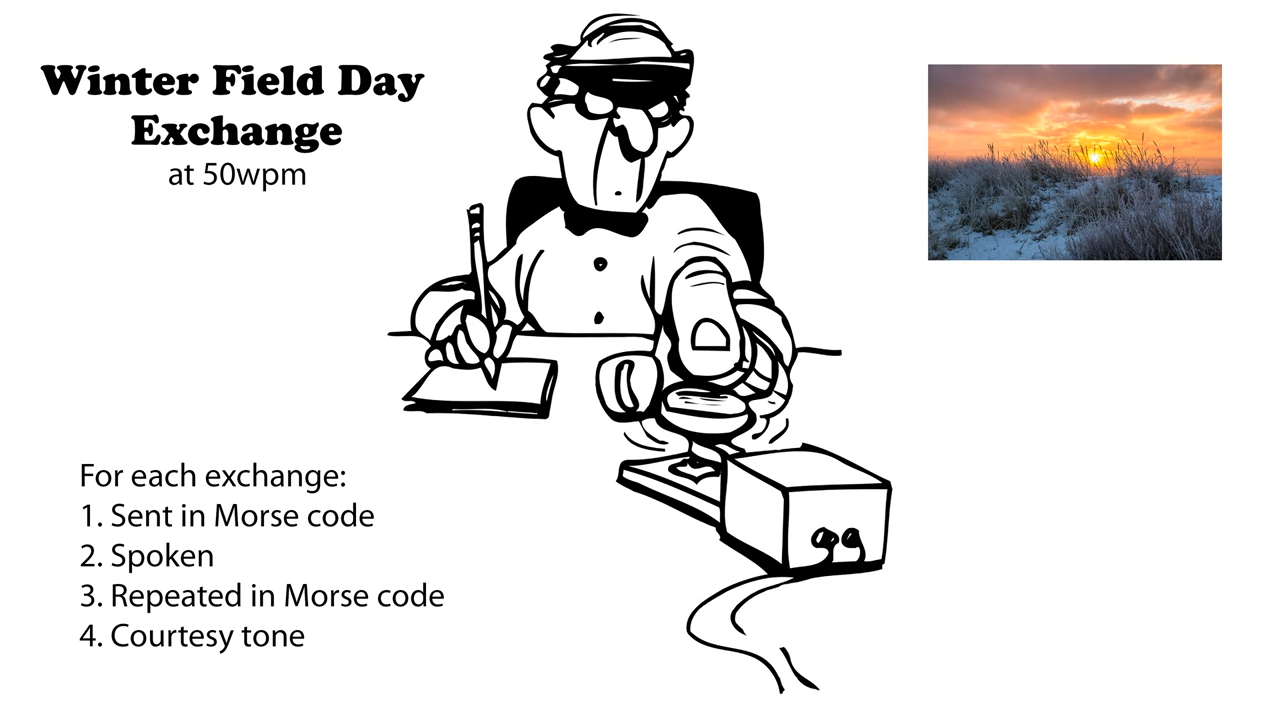 Winter Field Day
Exchange
at 50wpm
For each exchange:
1. Sent in Morse code
2. Spoken
3. Repeated in Morse code
4. Courtesy tone